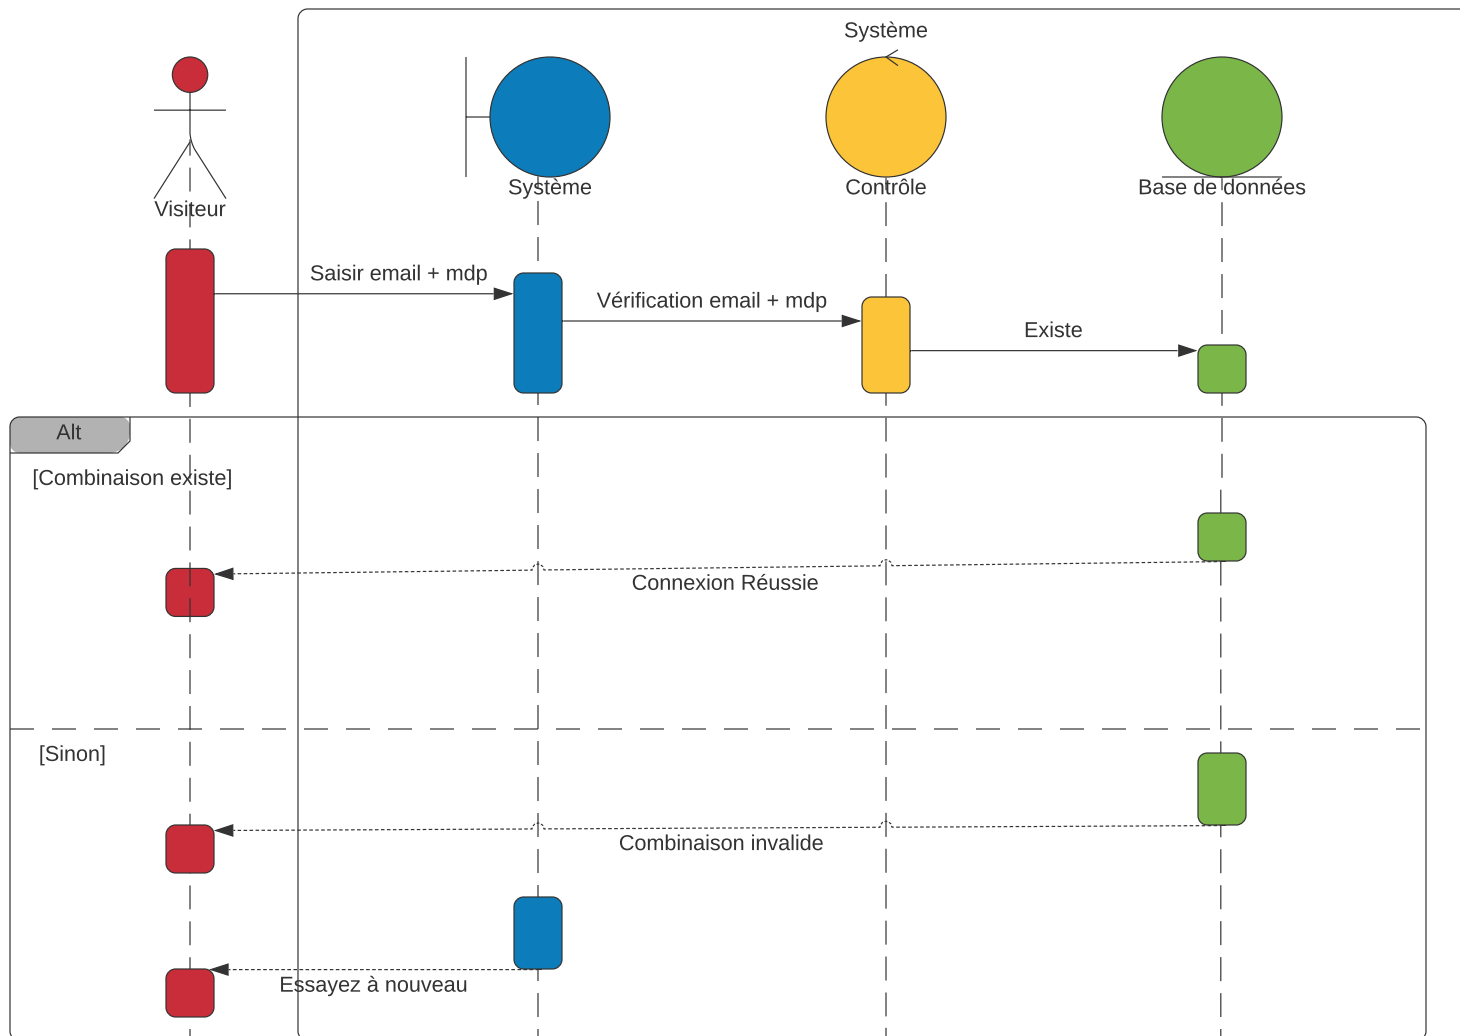 Système
Système
Contrôle
Base de données
Visiteur
Saisir email + mdp
Vérification email + mdp
Existe
Alt
[Combinaison existe]
Connexion Réussie
[Sinon]
Combinaison invalide
Essayez à nouveau